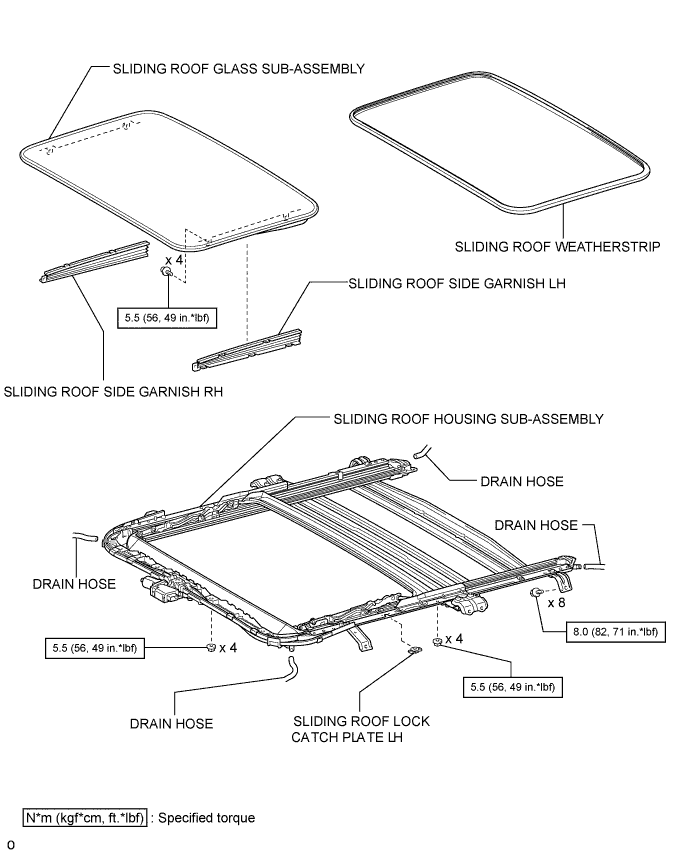 SLIDING ROOF GLASS SUB-ASSEMBLY
SLIDING ROOF WEATHERSTRIP
x 4
SLIDING ROOF SIDE GARNISH LH
5.5 (56, 49 in.*lbf)
SLIDING ROOF SIDE GARNISH RH
SLIDING ROOF HOUSING SUB-ASSEMBLY
DRAIN HOSE
DRAIN HOSE
DRAIN HOSE
x 8
8.0 (82, 71 in.*lbf)
5.5 (56, 49 in.*lbf)
x 4
x 4
5.5 (56, 49 in.*lbf)
DRAIN HOSE
SLIDING ROOF LOCK
CATCH PLATE LH
N*m (kgf*cm, ft.*lbf) : Specified torque
O